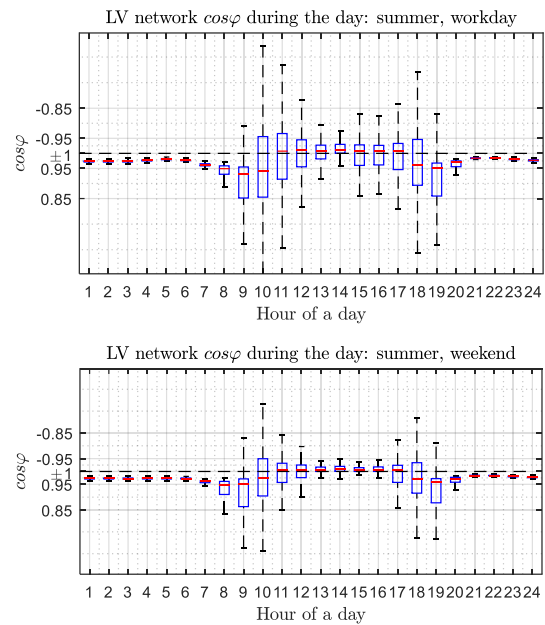 LV network cosφ during the day: summer, workday
-0.85
-0.95
±1
0.95
0.85
cosφ
1 2 3 4 5 6 7 8 9 10 11 12 13 14 15 16 17 18 19 20 21 22 23 24
Hour of a day
LV network cosφ during the day: summer, weekend
-0.85
-0.95
±1
0.95
0.85
cosφ
1 2 3 4 5 6 7 8 9 10 11 12 13 14 15 16 17 18 19 20 21 22 23 24
Hour of a day